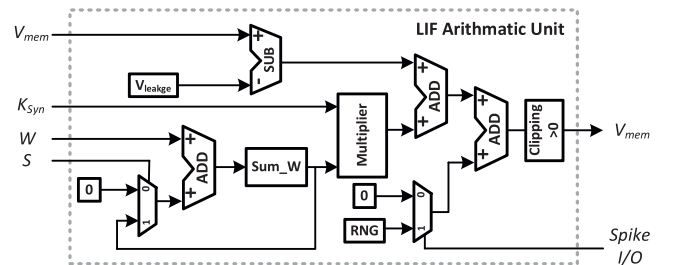 LIF Arithmatic Unit
V_mem
+
SUB
-
V_leakge
K_Syn
Multiplier
+
ADD
+
+
ADD
+
Clipping >0
V_mem
W
S
+
ADD
+
Sum_W
0
0
1
0
RNG
0
1
Spike
I/O